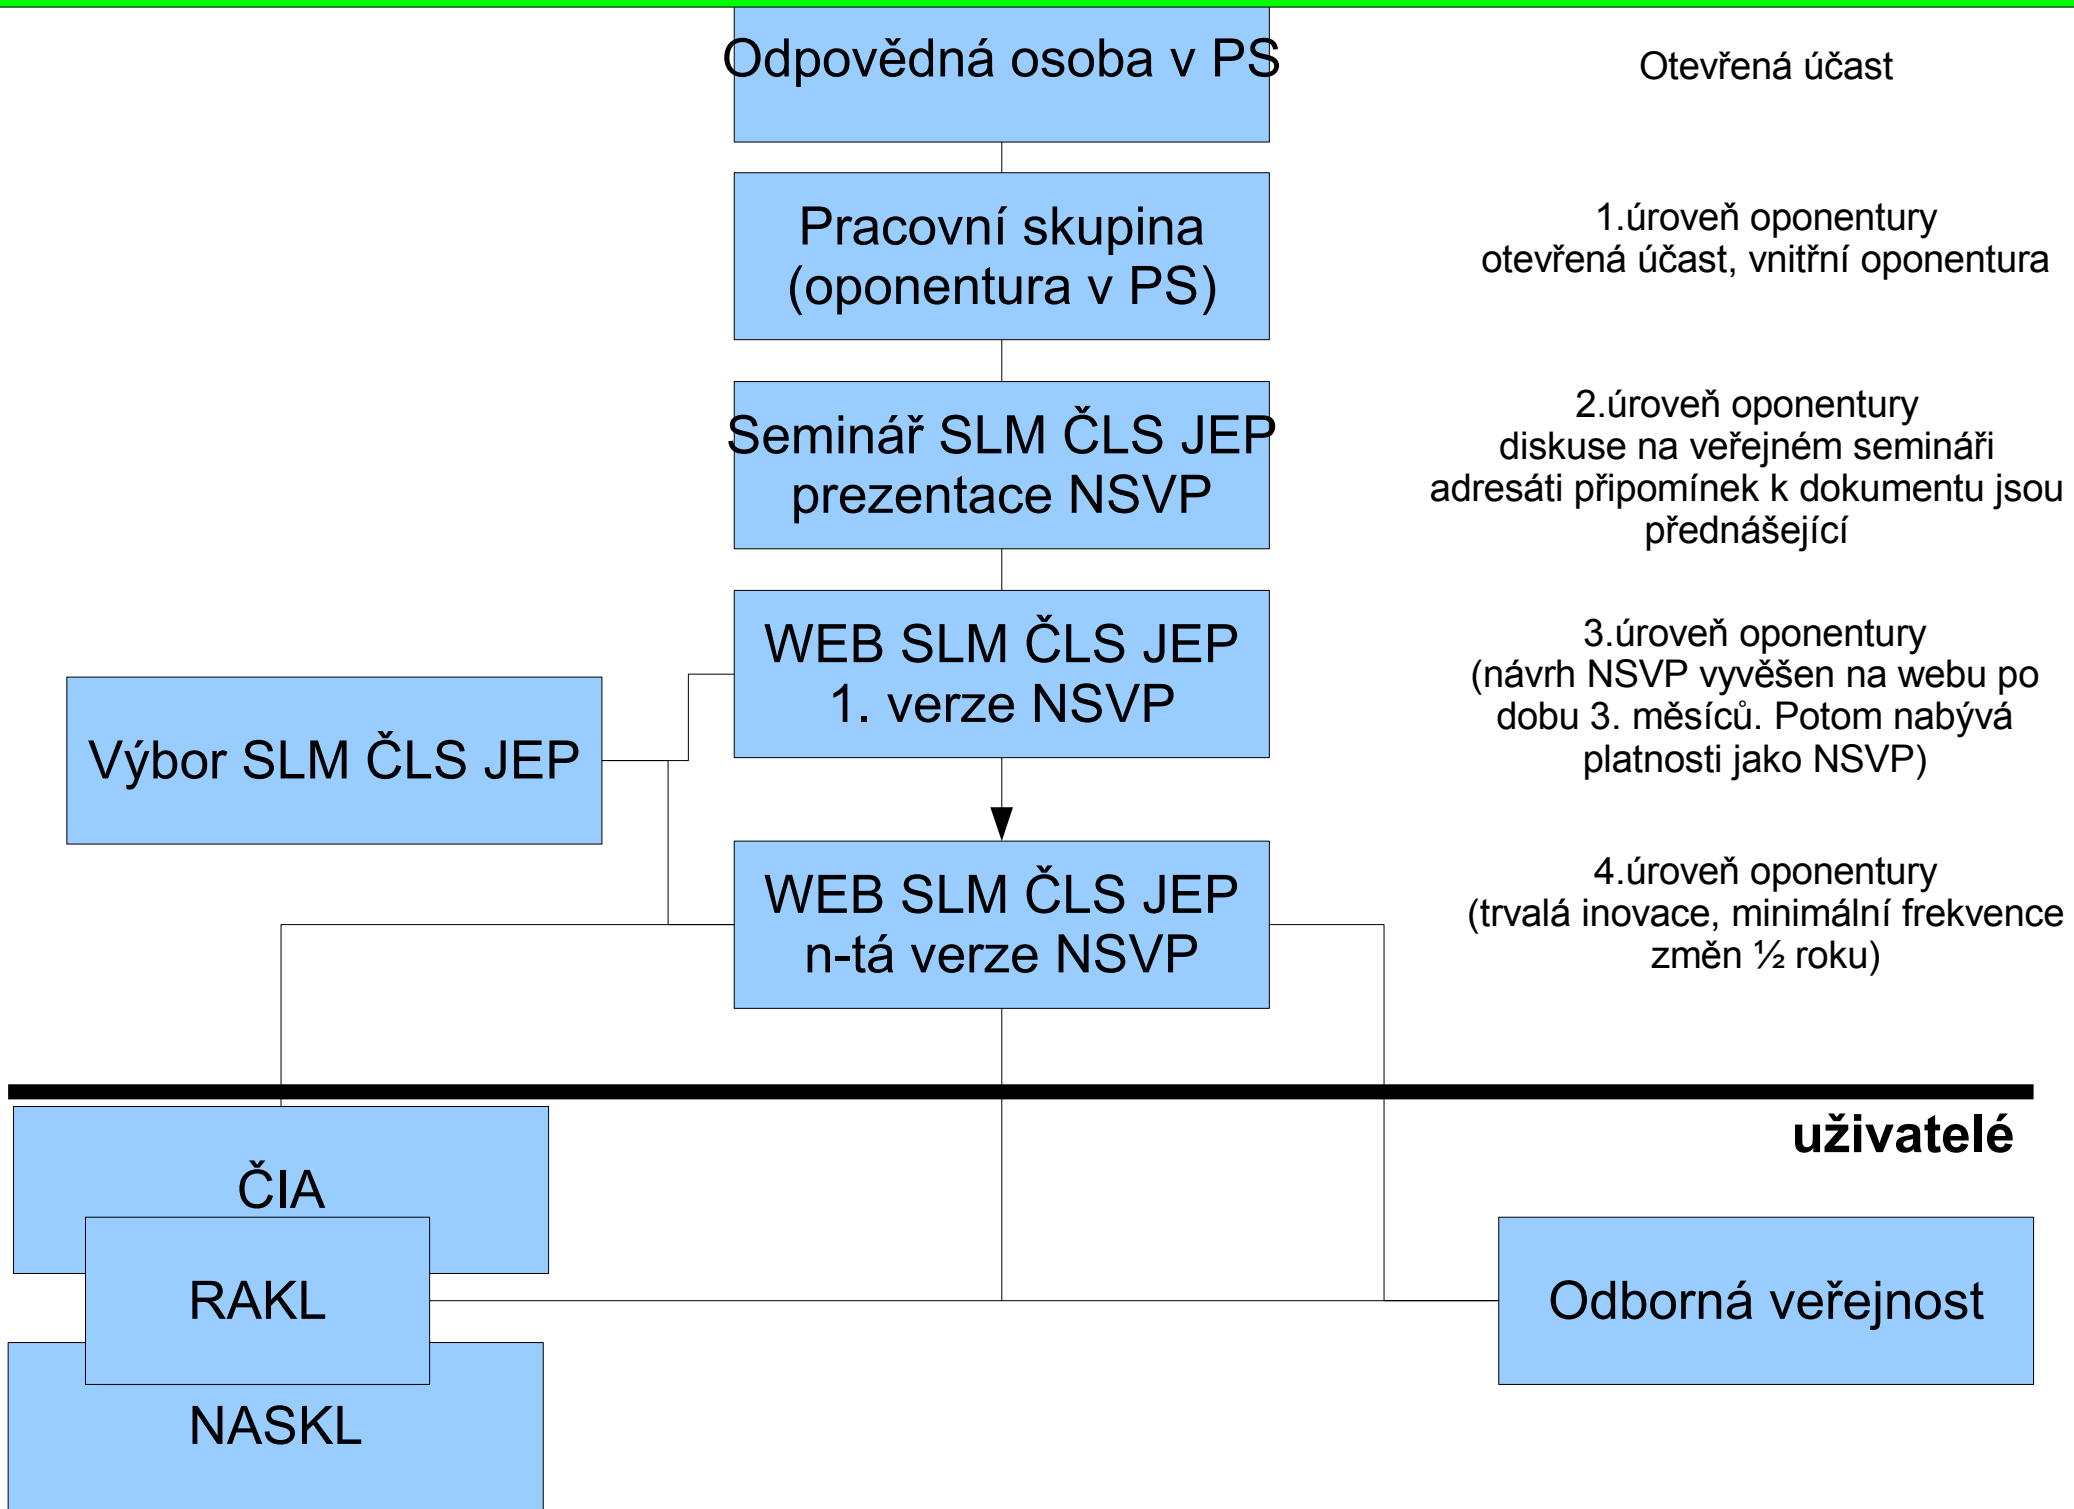 Odpovědná osoba v PS
Otevřená účast
Pracovní skupina
(oponentura v PS)
1.úroveň oponentury
otevřená účast, vnitřní oponentura
Seminář SLM ČLS JEP
prezentace NSVP
2.úroveň oponentury
diskuse na veřejném semináři
adresáti připomínek k dokumentu jsou
přednášející
WEB SLM ČLS JEP
1. verze NSVP
3.úroveň oponentury
(návrh NSVP vyvěšen na webu po
dobu 3. měsíců. Potom nabývá
platnosti jako NSVP)
Výbor SLM ČLS JEP
WEB SLM ČLS JEP
n-tá verze NSVP
4.úroveň oponentury
(trvalá inovace, minimální frekvence
změn ½ roku)
uživatelé
ČIA
RAKL
NASKL
Odborná veřejnost